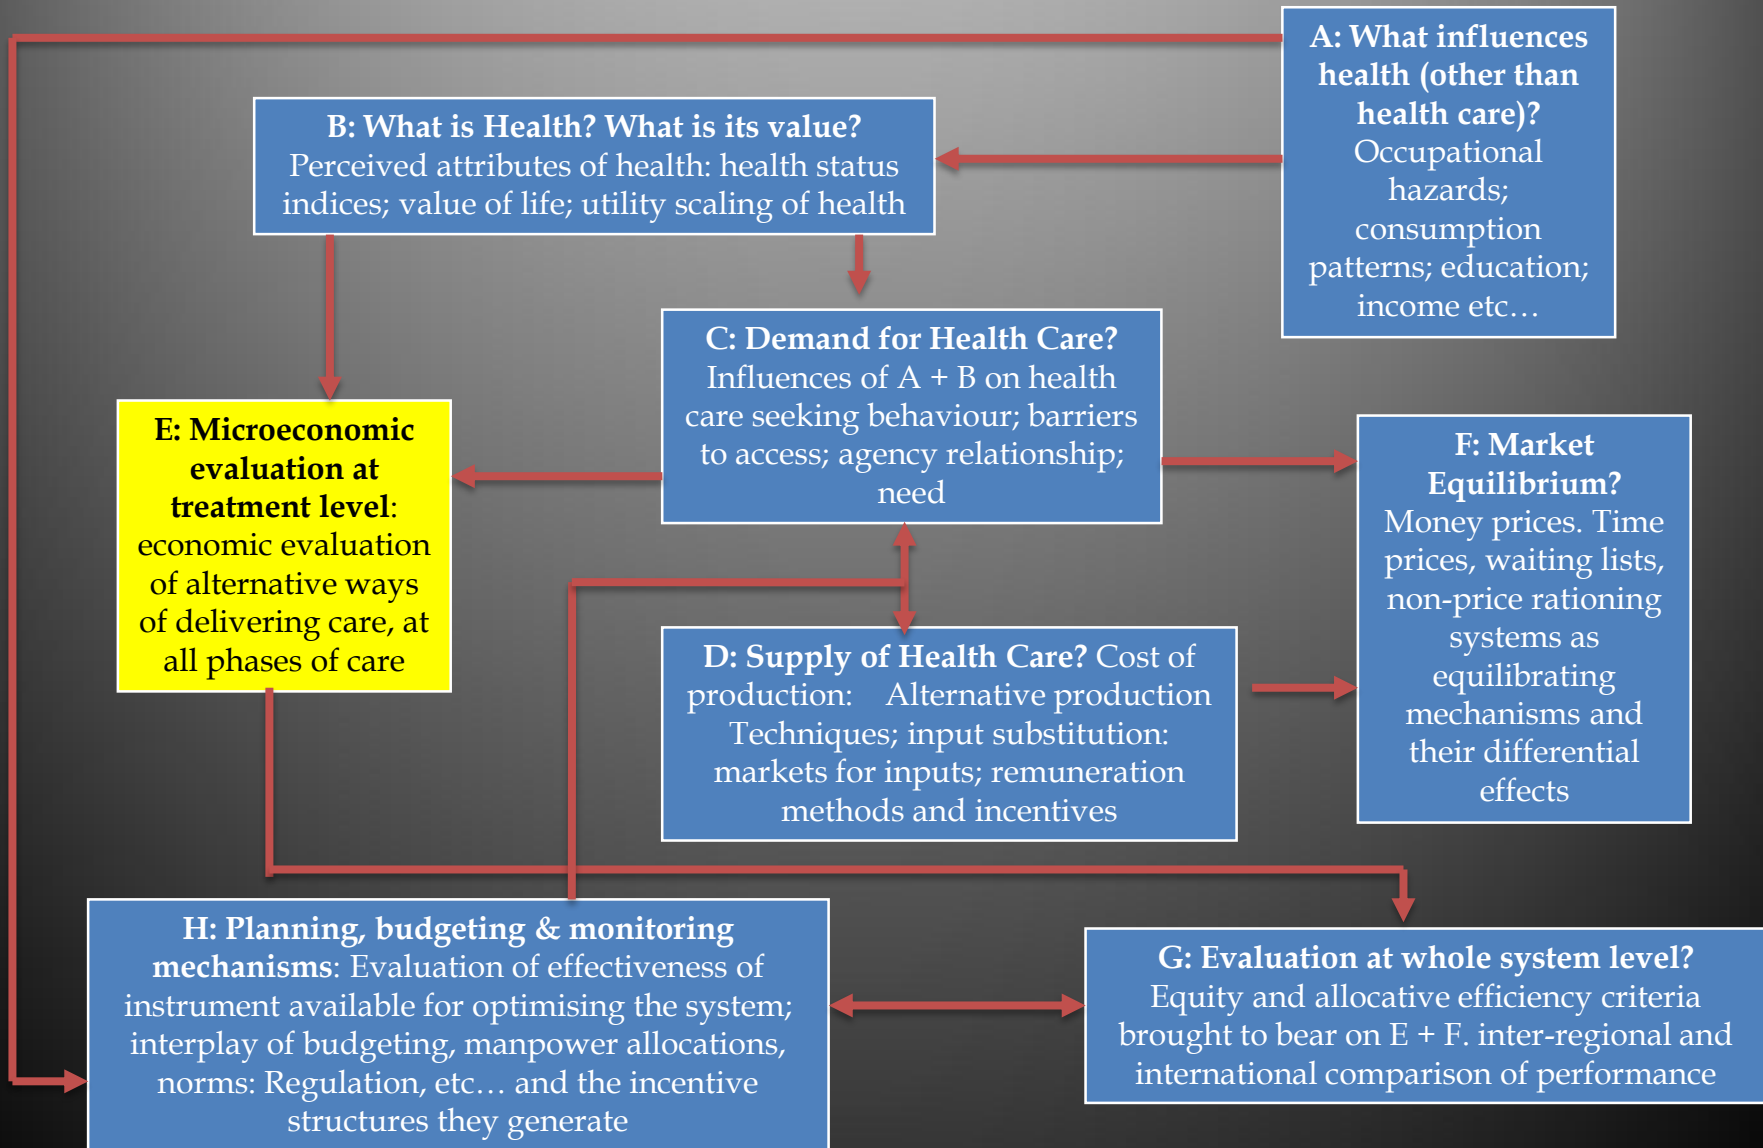 A: What influences
health (other than
health care)?
Occupational
hazards;
consumption
patterns; education;
income etc…
B: What is Health? What is its value?
Perceived attributes of health: health status
indices; value of life; utility scaling of health
C: Demand for Health Care?
Influences of A + B on health
care seeking behaviour; barriers
to access; agency relationship;
need
E: Microeconomic
evaluation at
treatment level:
economic evaluation
of alternative ways
of delivering care, at
all phases of care
F: Market
Equilibrium?
Money prices. Time
prices, waiting lists,
non-price rationing
systems as
equilibrating
mechanisms and
their differential
effects
D: Supply of Health Care? Cost of
production: Alternative production
Techniques; input substitution:
markets for inputs; remuneration
methods and incentives
H: Planning, budgeting & monitoring
mechanisms: Evaluation of effectiveness of
instrument available for optimising the system;
interplay of budgeting, manpower allocations,
norms: Regulation, etc… and the incentive
structures they generate
G: Evaluation at whole system level?
Equity and allocative efficiency criteria
brought to bear on E + F. inter-regional and
international comparison of performance